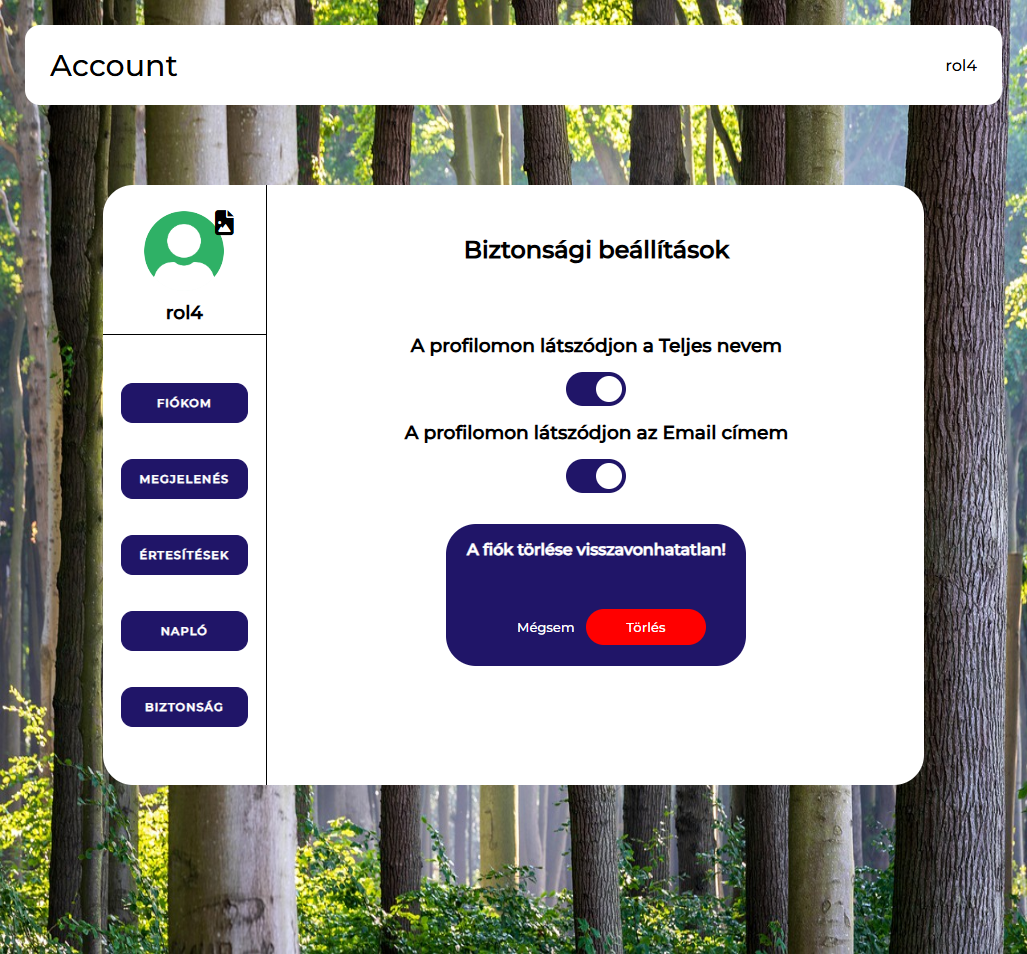 Account
rol4
rol4
FIÓKOM
MEGJELENÉS
ÉRTESÍTÉSEK
NAPLÓ
BIZTONSÁG
Biztonsági beállítások
A profilomon látszódjon a Teljes nevem
A profilomon látszódjon az Email címem
A fiók törlése visszavonhatatlan!
Mégsem Törlés